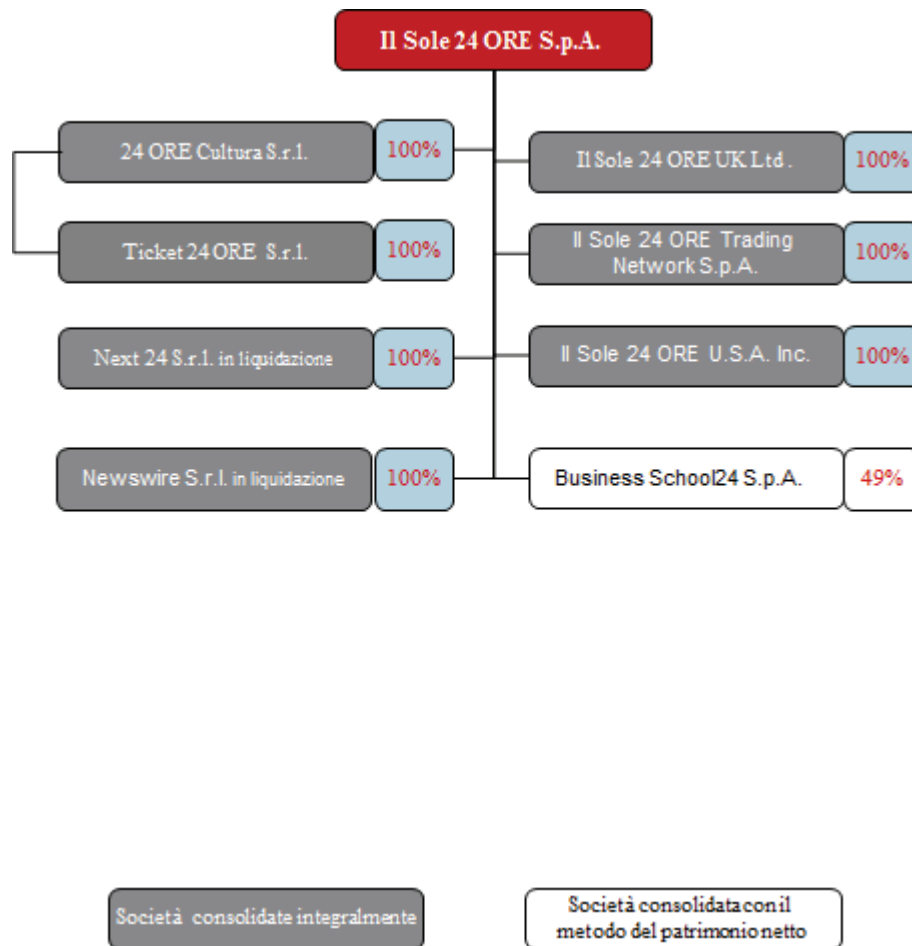 Il Sole 24 ORE S.p.A.
24 ORE Cultura S.r.l.
100%
Il Sole 24 ORE UK Ltd .
100%
Ticket 24 ORE S.r.l.
100%
Il Sole 24 ORE Trading
Network S.p.A.
100%
Next 24 S.r.l. in liquidazione
100%
Il Sole 24 ORE U.S.A. Inc.
100%
Newswire S.r.l. in liquidazione
100%
Business School24 S.p.A.
49%
Società consolidate integralmente
Società consolidata con il
metodo del patrimonio netto